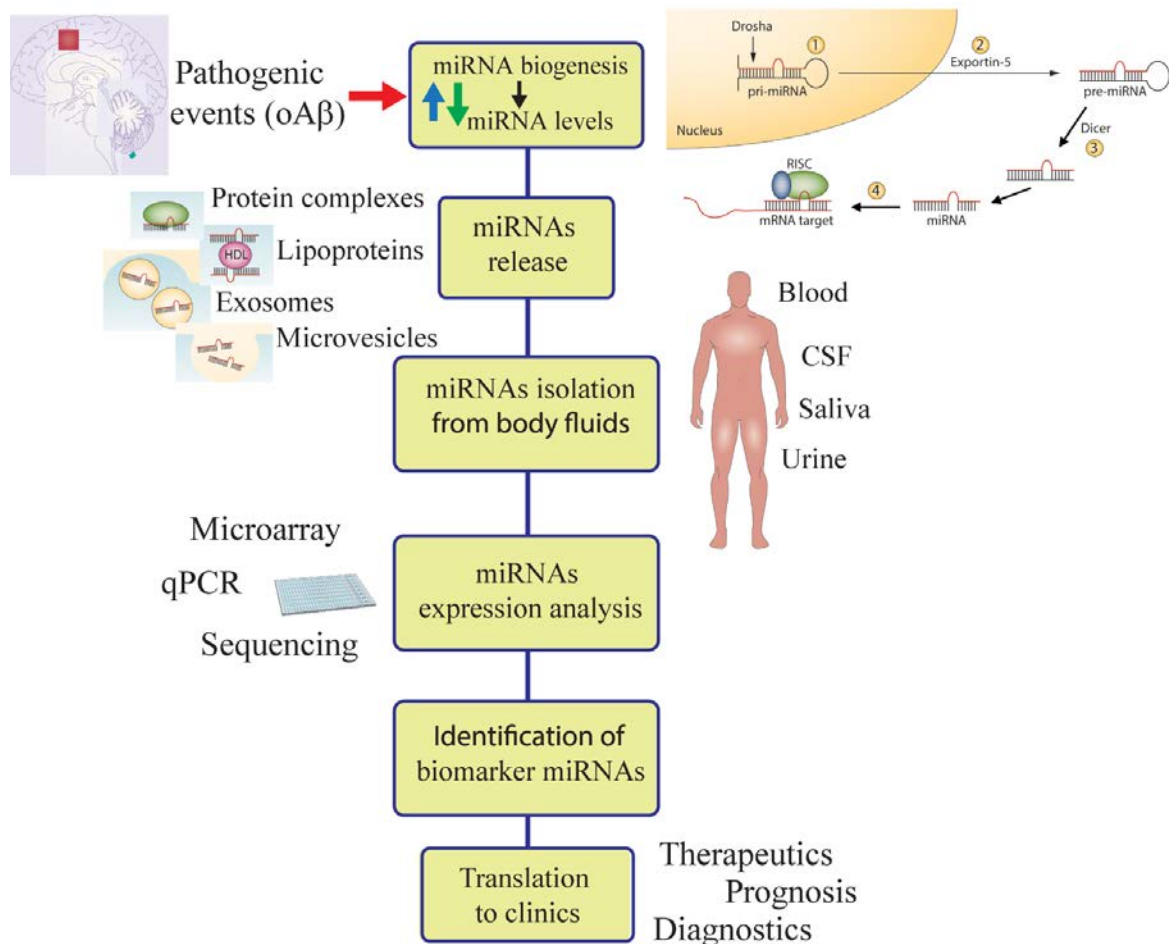 Pathogenic
events (oAβ)
miRNA biogenesis
miRNA levels
Drosha
1
pri-miRNA
2
Exportin-5
pre-miRNA
Nucleus
Dicer
3
RISC
4
mRNA target
miRNA
Protein complexes
HDL
Lipoproteins
Exosomes
Microvesicles
miRNAs
release
Blood
CSF
Saliva
Urine
miRNAs isolation
from body fluids
Microarray
qPCR
Sequencing
miRNAs
expression analysis
Identification of
biomarker miRNAs
Translation
to clinics
Therapeutics
Prognosis
Diagnostics